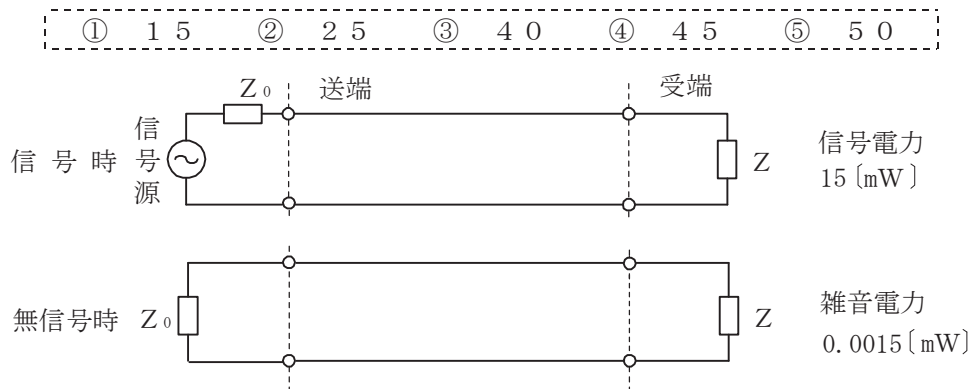 ① 15 ② 25 ③ 40 ④ 45 ⑤ 50
Z₀ 送端 受端
信号時 信号源 Z 信号電力
15〔mW〕
無信号時 Z₀ Z 雑音電力
0.0015〔mW〕